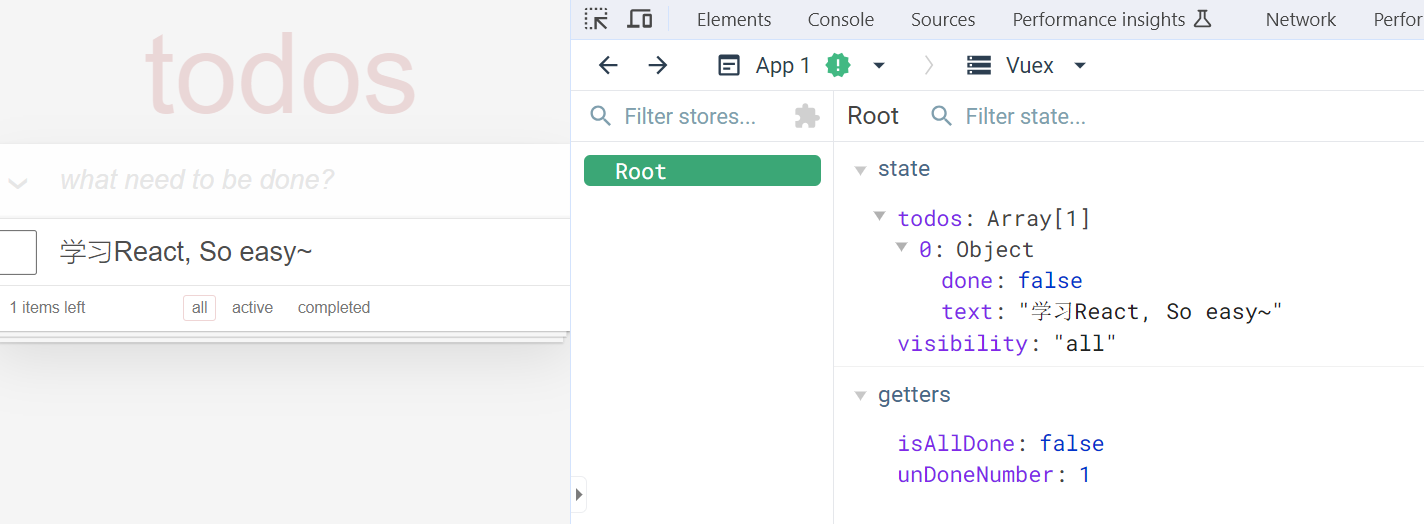 todos
what need to be done?
学习React, So easy~
1 items left
all
active
completed
Elements
Console
Sources
Performance insights
Network
Perfor
App 1
Vuex
Filter stores...
Root
Filter state...
Root
state
todos: Array[1]
0: Object
done: false
text: "学习React, So easy~"
visibility: "all"
getters
isAllDone: false
unDoneNumber: 1